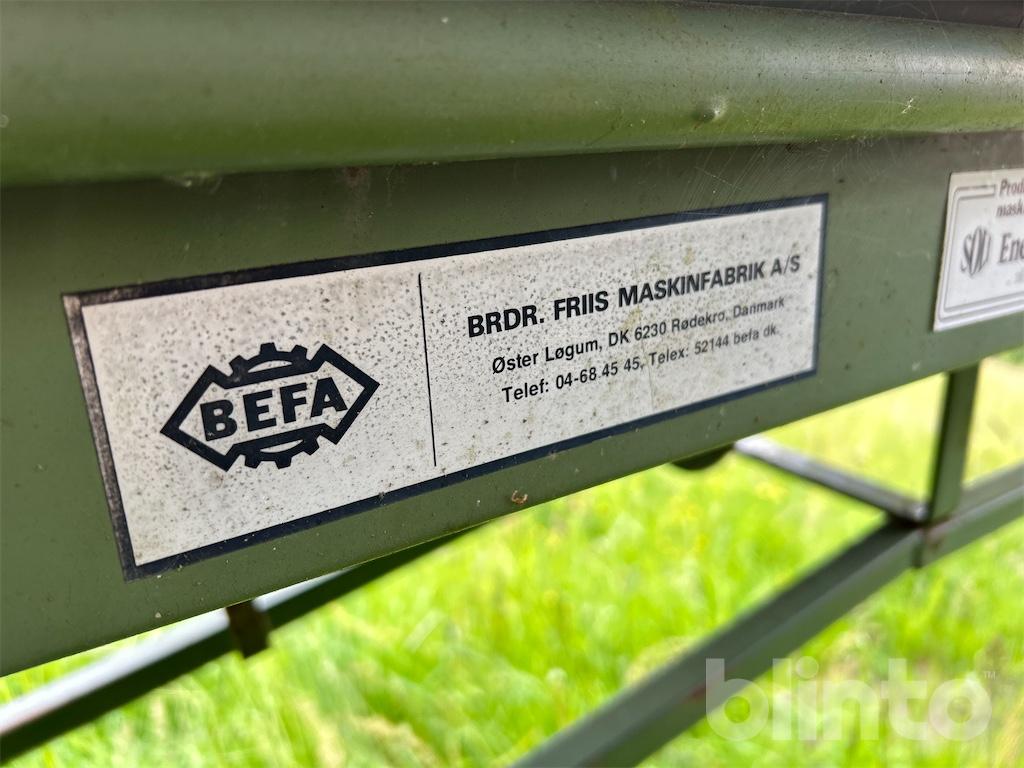 BEFA
BRDR. FRIIS MASKINFABRIK A/S
Øster Løgum, DK 6230 Rødekro, Danmark
Telef: 04-68 45 45, Telex: 52144 befa dk.
blinto™